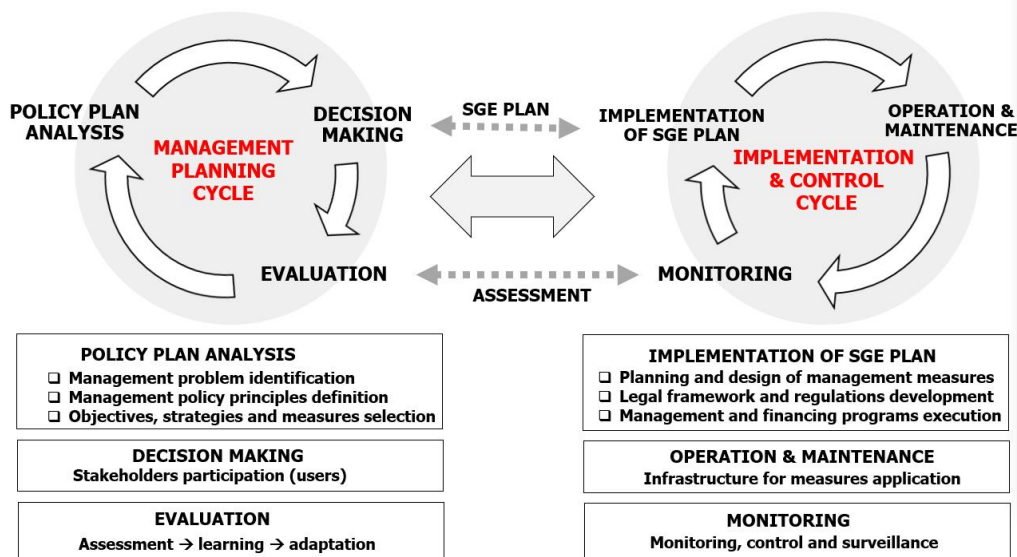 POLICY PLAN
ANALYSIS
DECISION
MAKING
MANAGEMENT
PLANNING
CYCLE
EVALUATION
SGE PLAN
ASSESSMENT
IMPLEMENTATION
OF SGE PLAN
OPERATION &
MAINTENANCE
IMPLEMENTATION
& CONTROL
CYCLE
MONITORING
POLICY PLAN ANALYSIS
❑ Management problem identification
❑ Management policy principles definition
❑ Objectives, strategies and measures selection
DECISION MAKING
Stakeholders participation (users)
EVALUATION
Assessment → learning → adaptation
IMPLEMENTATION OF SGE PLAN
❑ Planning and design of management measures
❑ Legal framework and regulations development
❑ Management and financing programs execution
OPERATION & MAINTENANCE
Infrastructure for measures application
MONITORING
Monitoring, control and surveillance